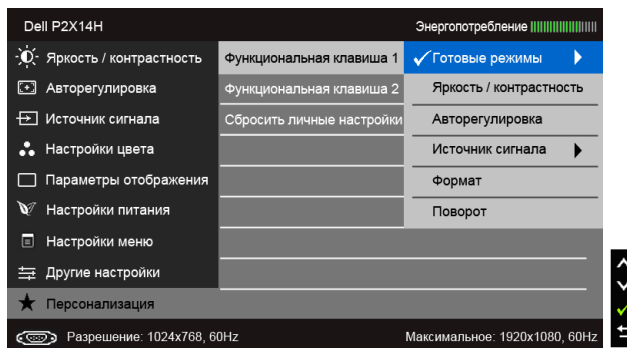 Dell P2X14H Энергопотребление
Яркость / контрастность Функциональная клавиша 1 Готовые режимы
Авторегулировка Функциональная клавиша 2 Яркость / контрастность
Источник сигнала Сбросить личные настройки Авторегулировка
Настройки цвета Источник сигнала
Параметры отображения Формат
Настройки питания Поворот
Настройки меню
Другие настройки
Персонализация
Разрешение: 1024x768, 60Hz Максимальное: 1920x1080, 60Hz